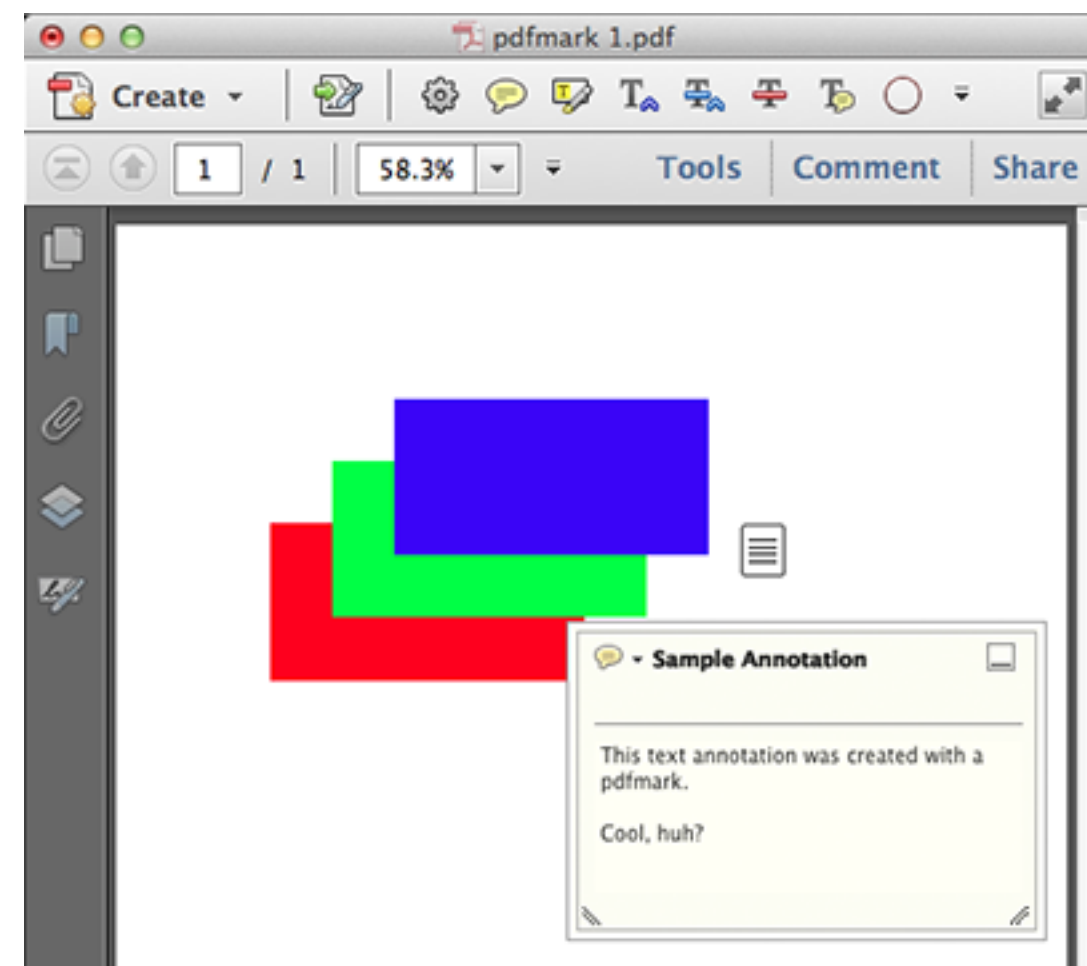 pdfmark 1.pdf
Create
1 / 1 58.3% Tools Comment Share
Sample Annotation
This text annotation was created with a
pdfmark.
Cool, huh?